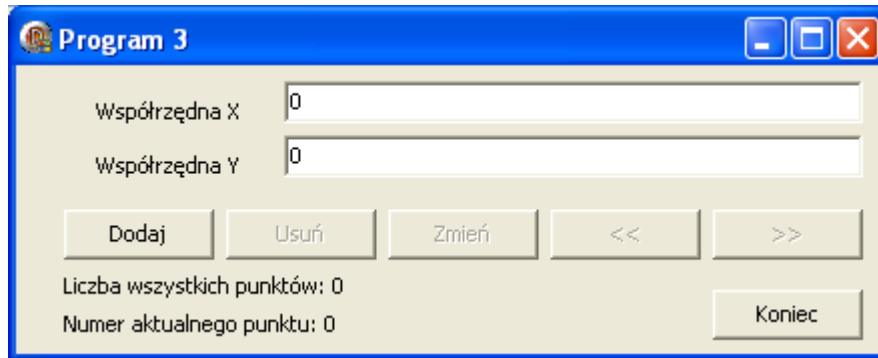 Program 3
Współrzędna X 0
Współrzędna Y 0
Dodaj Usuń Zmień << >>
Liczba wszystkich punktów: 0
Numer aktualnego punktu: 0
Koniec